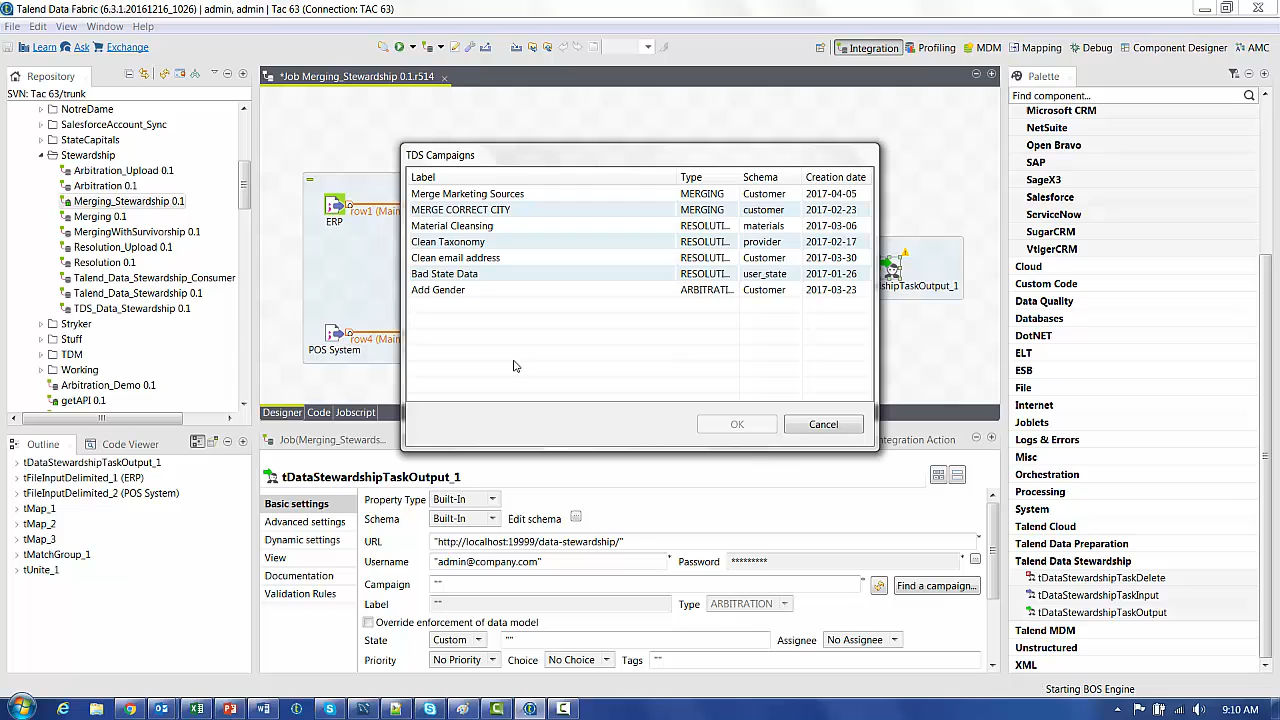 Talend Data Fabric (6.3.1.20161216_1026) | admin, admin | Tac 63 (Connection: TAC 63)
File Edit View Window Help
Learn Ask Exchange
Integration Profiling MDM Mapping Debug Component Designer AMC
Repository
SVN: Tac 63/trunk
NotreDame
SalesforceAccount_Sync
StateCapitals
Stewardship
Arbitration_Upload 0.1
Arbitration 0.1
Merging_Stewardship 0.1
Merging 0.1
MergingWithSurvivorship 0.1
Resolution_Upload 0.1
Resolution 0.1
Talend_Data_Stewardship_Consumer
Talend_Data_Stewardship 0.1
TDS_Data_Stewardship 0.1
Stryker
Stuff
TDM
Working
Arbitration_Demo 0.1
getAPI 0.1
Outline Code Viewer
tDataStewardshipTaskOutput_1
tFileInputDelimited_1 (ERP)
tFileInputDelimited_2 (POS System)
tMap_1
tMap_2
tMap_3
tMatchGroup_1
tUnite_1
*Job Merging_Stewardship 0.1.r514
row1 (Main
ERP
row4 (Main
POS System
shipTaskOutput_1
TDS Campaigns
Label Type Schema Creation date
Merge Marketing Sources MERGING Customer 2017-04-05
MERGE CORRECT CITY MERGING customer 2017-02-23
Material Cleansing RESOLUTI... materials 2017-03-06
Clean Taxonomy RESOLUTI... provider 2017-02-17
Clean email address RESOLUTI... Customer 2017-03-30
Bad State Data RESOLUTI... user_state 2017-01-26
Add Gender ARBITRATI... Customer 2017-03-23
OK Cancel
Designer Code Jobscript
Job(Merging_Stewards... ntegration Action
tDataStewardshipTaskOutput_1
Basic settings
Advanced settings
Dynamic settings
View
Documentation
Validation Rules
Property Type Built-In
Schema Built-In Edit schema ...
URL "http://localhost:19999/data-stewardship/" *
Username "admin@company.com" * Password ********* * ...
Campaign "" * Find a campaign...
Label "" Type ARBITRATION
Override enforcement of data model
State Custom "" Assignee No Assignee
Priority No Priority Choice No Choice Tags ""
Palette
Find component...
Microsoft CRM
NetSuite
Open Bravo
SAP
SageX3
Salesforce
ServiceNow
SugarCRM
VtigerCRM
Cloud
Custom Code
Data Quality
Databases
DotNET
ELT
ESB
File
Internet
Joblets
Logs & Errors
Misc
Orchestration
Processing
System
Talend Cloud
Talend Data Preparation
Talend Data Stewardship
tDataStewardshipTaskDelete
tDataStewardshipTaskInput
tDataStewardshipTaskOutput
Talend MDM
Unstructured
XML
Starting BOS Engine
9:10 AM